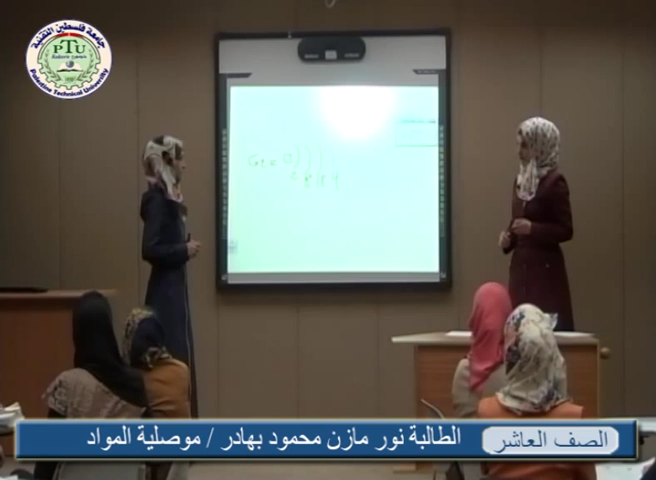 جامعة فلسطين التقنية
PTU
Palestine Technical University
الصف العاشر
الطالبة نور مازن محمود بهادر / موصلية المواد